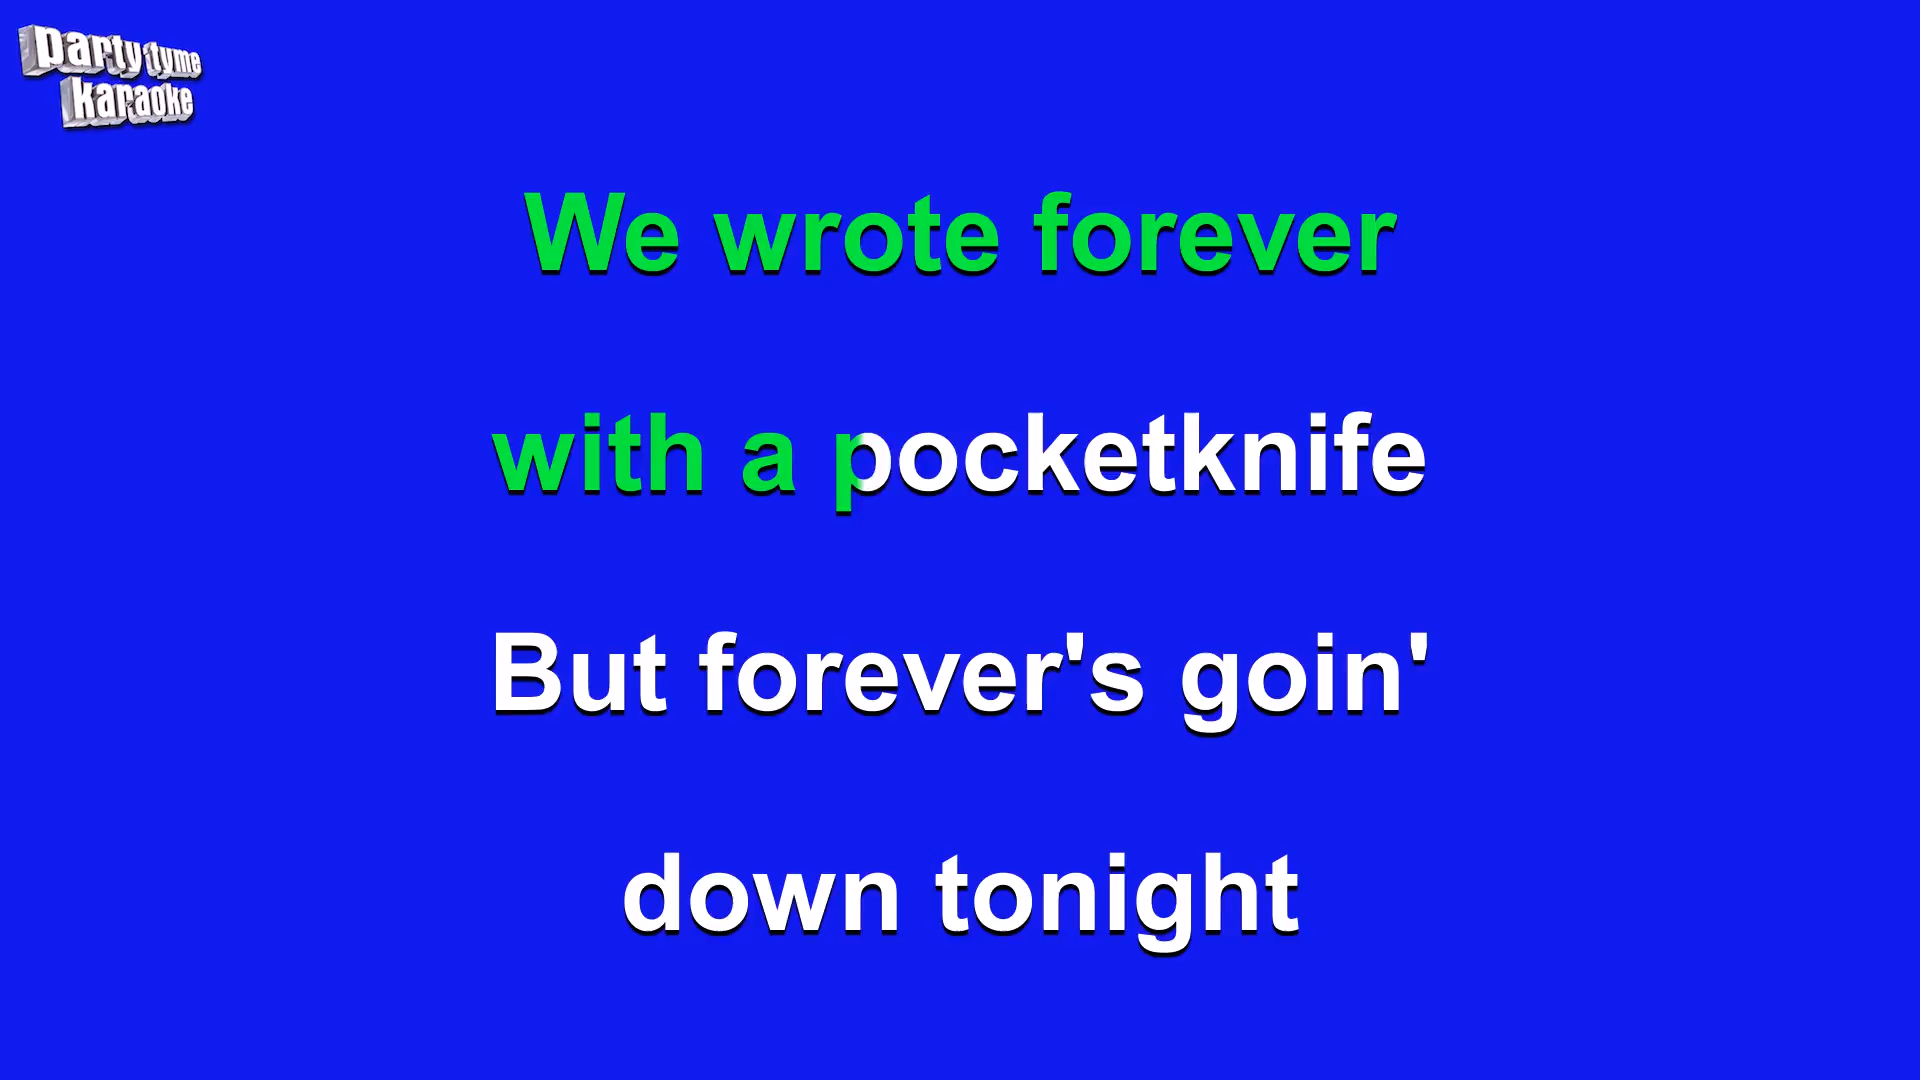 party tyme
karaoke
We wrote forever
with a pocketknife
But forever's goin'
down tonight